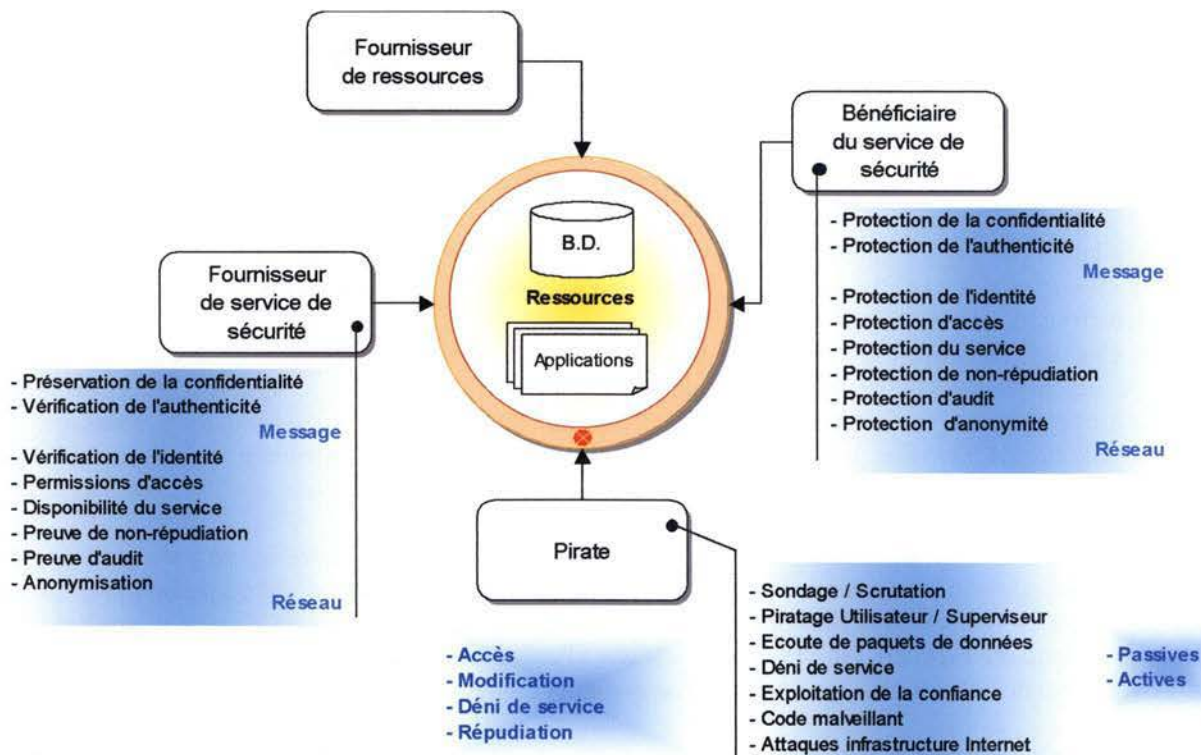 Fournisseur
de ressources
Bénéficiaire
du service de
sécurité
- Protection de la confidentialité
- Protection de l'authenticité
Message
- Protection de l'identité
- Protection d'accès
- Protection du service
- Protection de non-répudiation
- Protection d'audit
- Protection d'anonymité
Réseau
B.D.
Ressources
Applications
Fournisseur
de service de
sécurité
- Préservation de la confidentialité
- Vérification de l'authenticité
Message
- Vérification de l'identité
- Permissions d'accès
- Disponibilité du service
- Preuve de non-répudiation
- Preuve d'audit
- Anonymisation
Réseau
Pirate
- Accès
- Modification
- Déni de service
- Répudiation
- Sondage / Scrutation
- Piratage Utilisateur / Superviseur
- Ecoute de paquets de données
- Déni de service
- Exploitation de la confiance
- Code malveillant
- Attaques infrastructure Internet
- Passives
- Actives